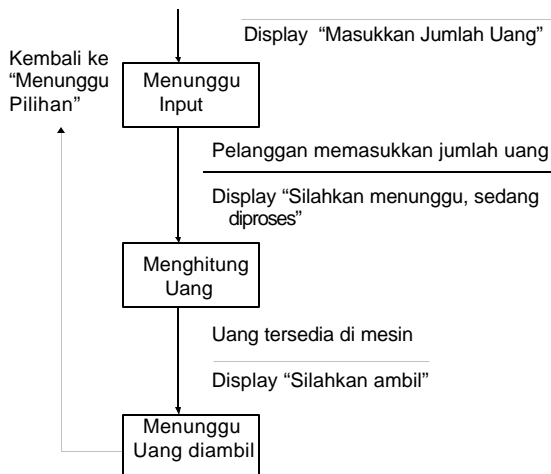 Display “Masukkan Jumlah Uang”
Kembali ke
“Menunggu
Pilihan”
Menunggu
Input
Pelanggan memasukkan jumlah uang
Display “Silahkan menunggu, sedang
diproses”
Menghitung
Uang
Uang tersedia di mesin
Display “Silahkan ambil”
Menunggu
Uang diambil